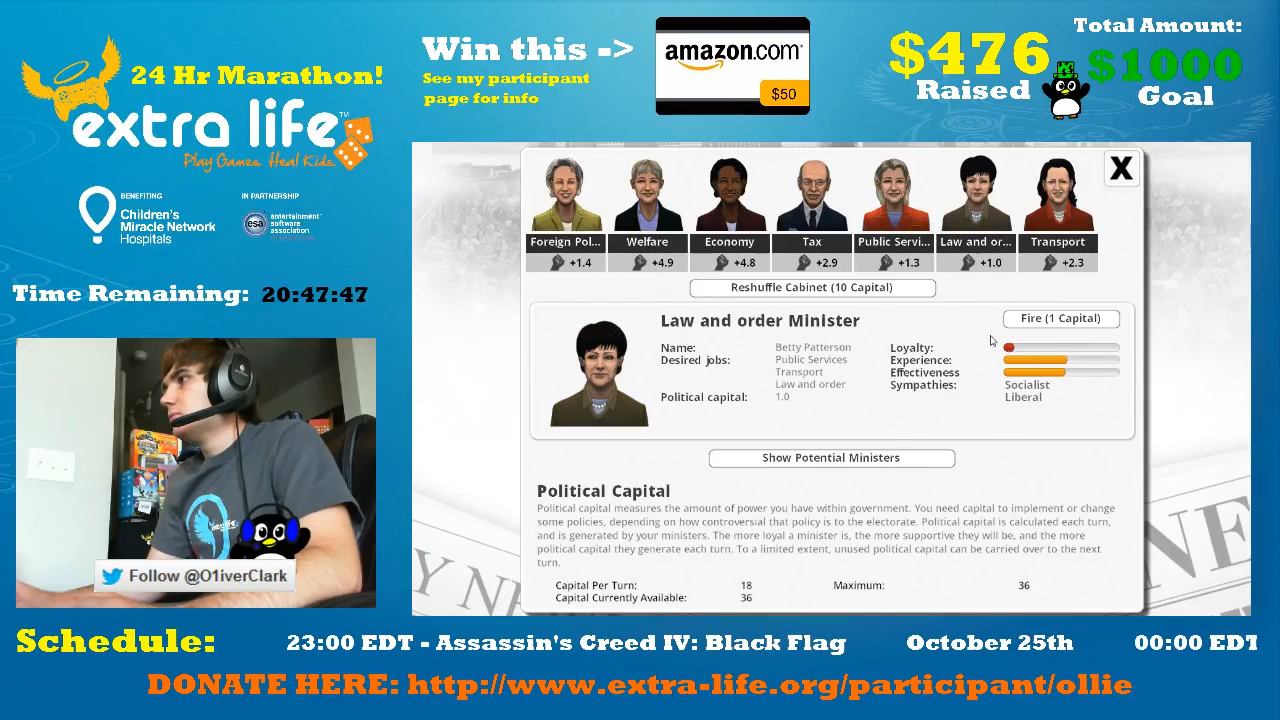 24 Hr Marathon!
extra life™
Play Games. Heal Kids.
BENEFITING
Children's
Miracle Network
Hospitals
IN PARTNERSHIP
esa
entertainment
software
association
Time Remaining: 20:47:47
Win this ->
See my participant
page for info
amazon.com
$50
$476
Raised
Total Amount:
$1000
Goal
X
Foreign Pol... Welfare Economy Tax Public Servi... Law and or... Transport
+1.4 +4.9 +4.8 +2.9 +1.3 +1.0 +2.3
Reshuffle Cabinet (10 Capital)
Law and order Minister
Fire (1 Capital)
Name: Betty Patterson
Desired jobs: Public Services
Transport
Law and order
Political capital: 1.0
Loyalty:
Experience:
Effectiveness
Sympathies: Socialist
Liberal
Show Potential Ministers
Political Capital
Political capital measures the amount of power you have within government. You need capital to implement or change
some policies, depending on how controversial that policy is to the electorate. Political capital is calculated each turn,
and is generated by your ministers. The more loyal a minister is, the more supportive they will be, and the more
political capital they generate each turn. To a limited extent, unused political capital can be carried over to the next
turn.
Capital Per Turn: 18 Maximum: 36
Capital Currently Available: 36
extra life
Follow @O1iverClark
Schedule: 23:00 EDT - Assassin's Creed IV: Black Flag October 25th 00:00 EDT
DONATE HERE: http://www.extra-life.org/participant/ollie